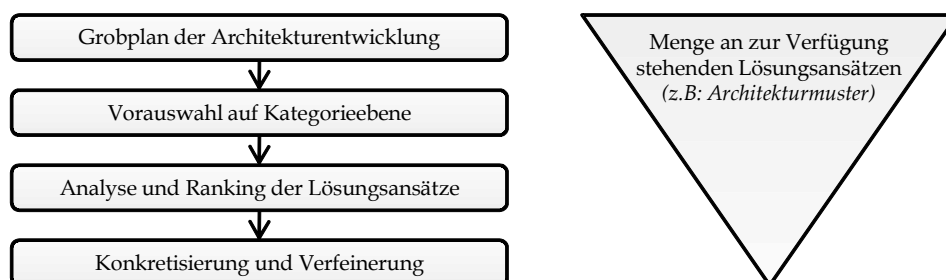 Grobplan der Architekturentwicklung
Vorauswahl auf Kategorieebene
Analyse und Ranking der Lösungsansätze
Konkretisierung und Verfeinerung
Menge an zur Verfügung
stehenden Lösungsansätzen
(z.B: Architekturmuster)